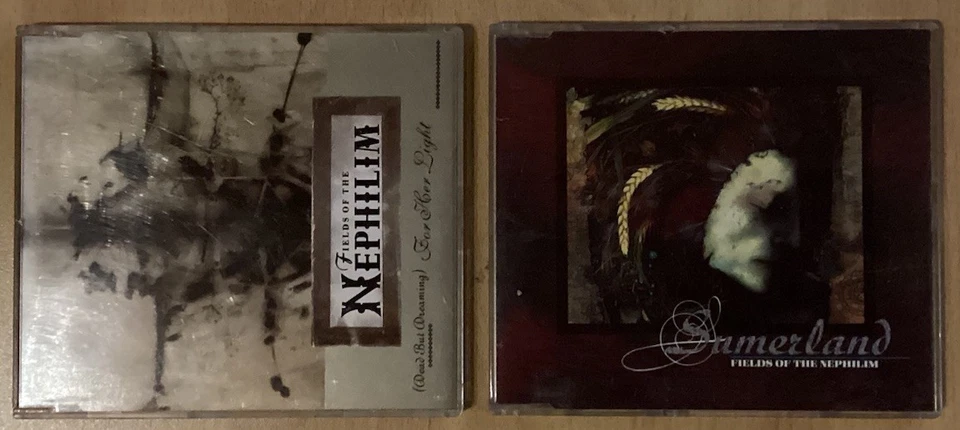 FIELDS OF THE
NEPHILIM
(Dead But Dreaming) For Her Light
Sumerland
FIELDS OF THE NEPHILIM